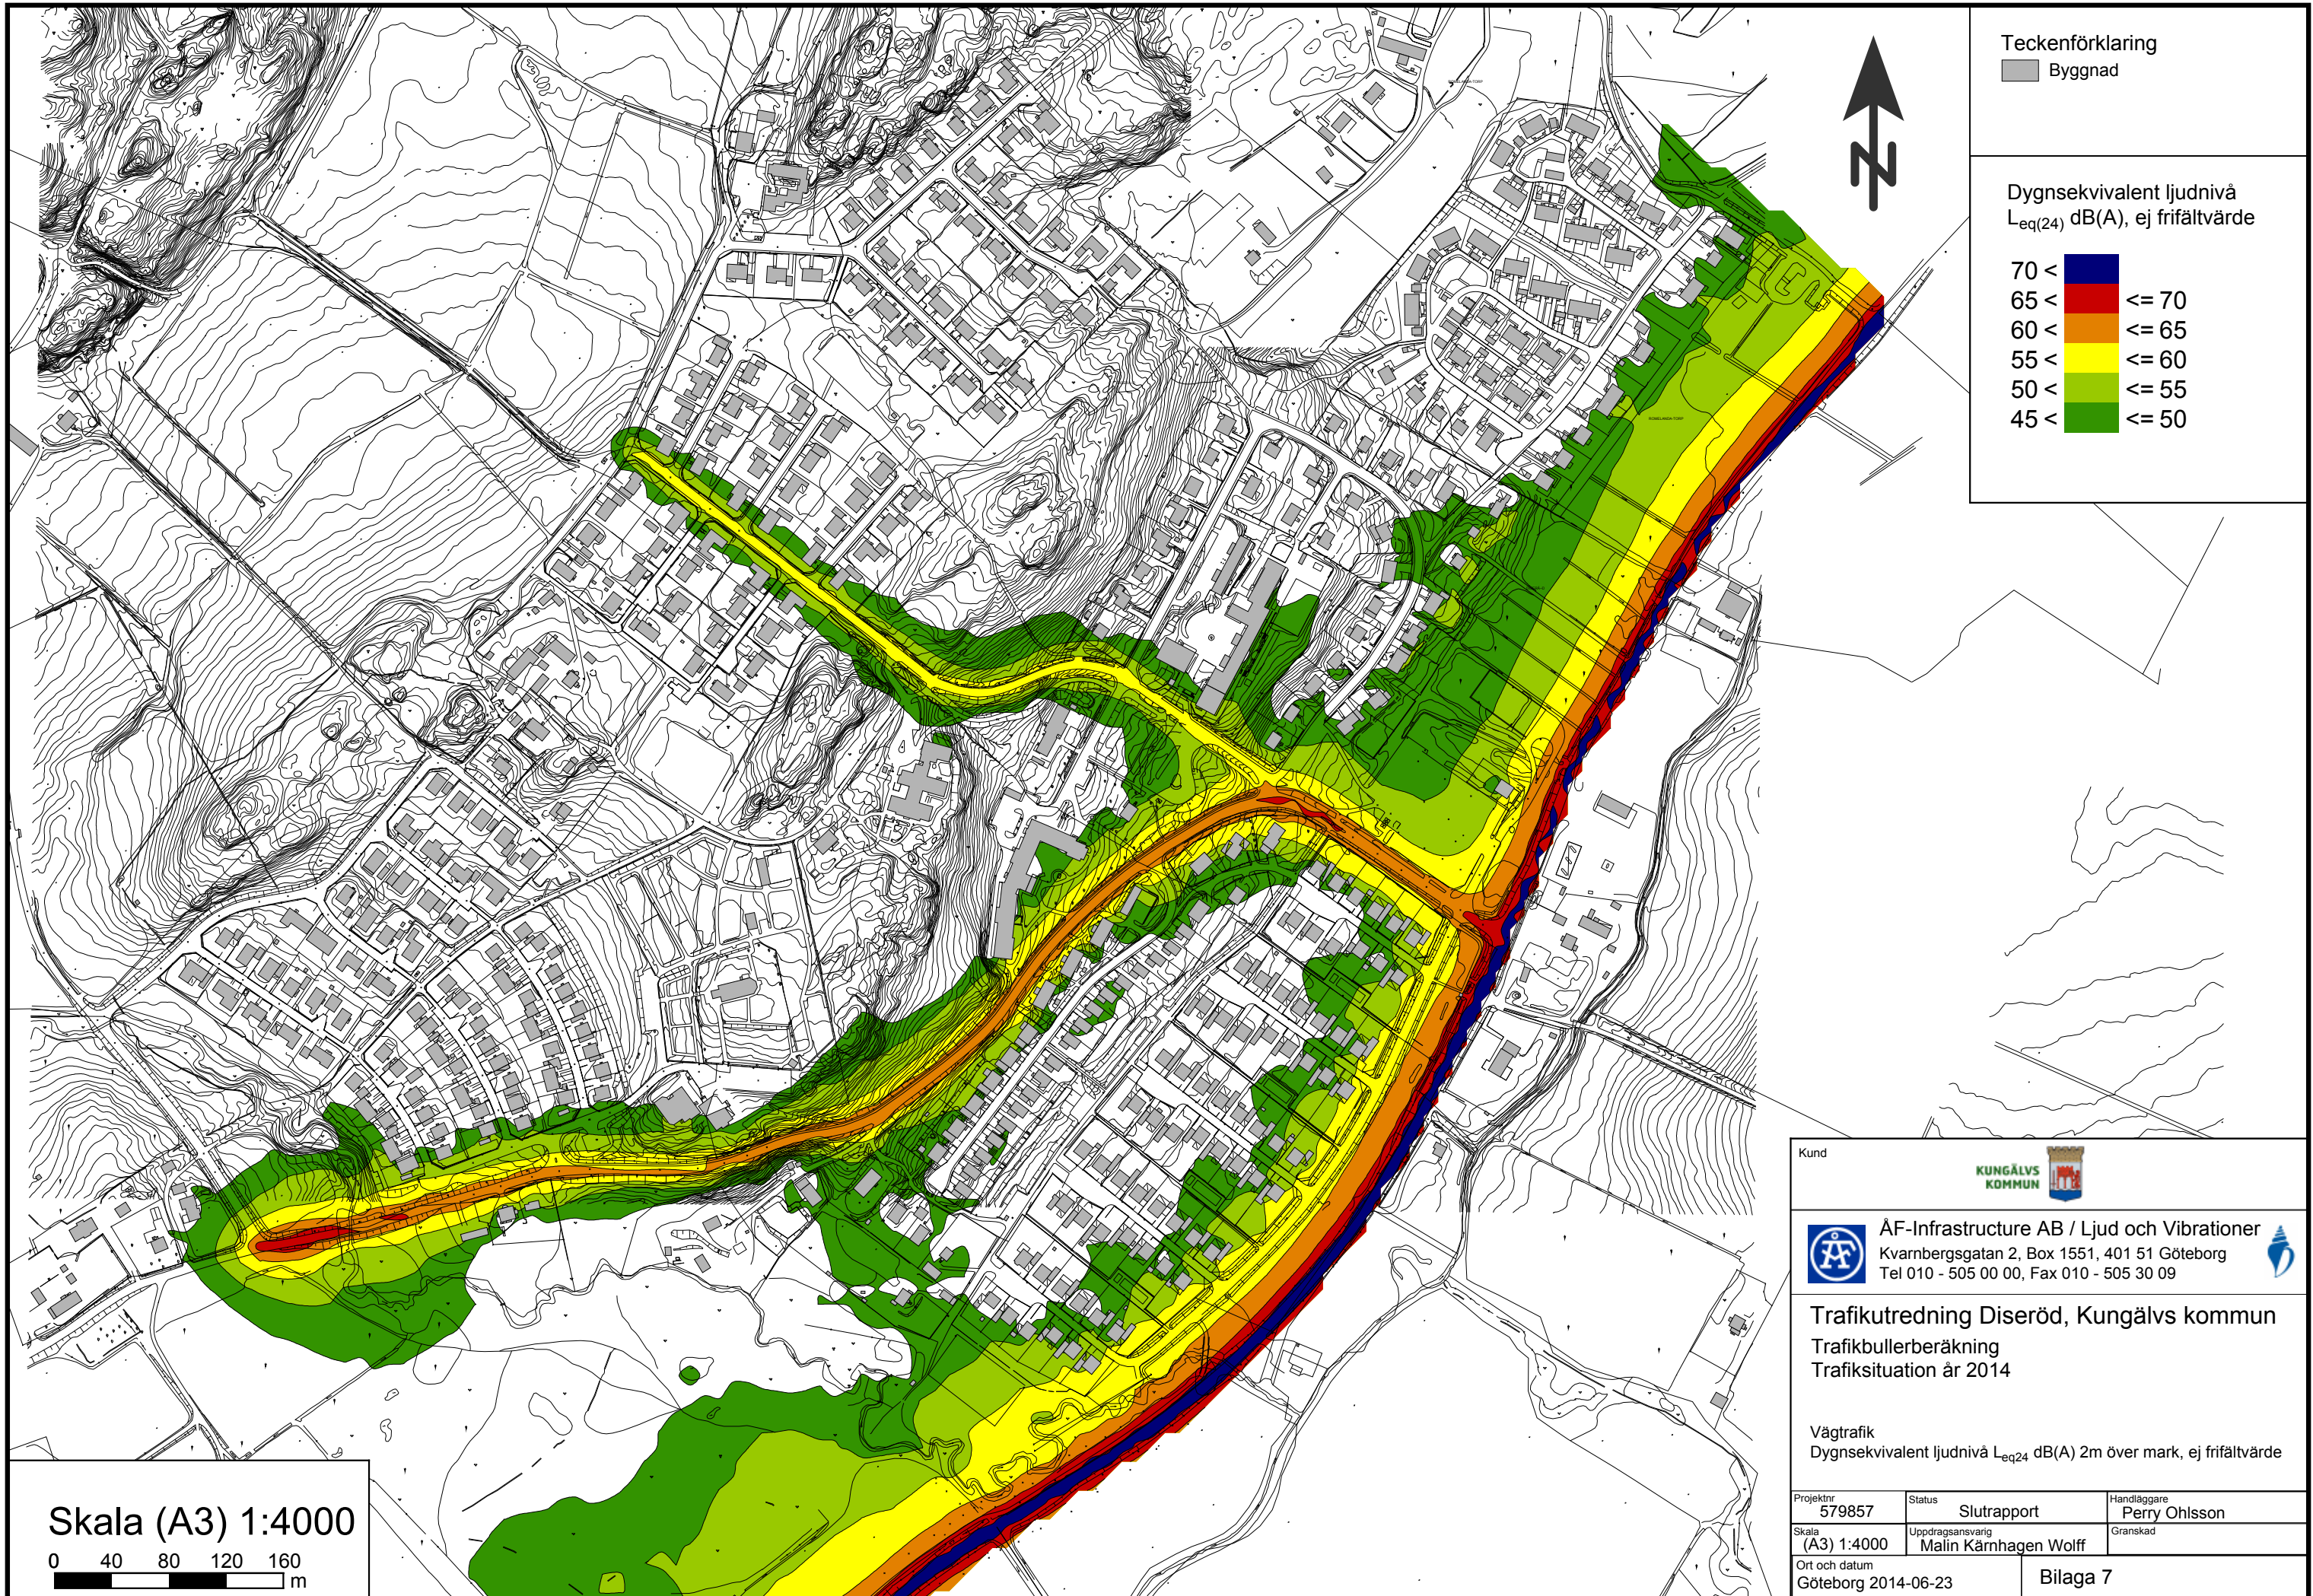 Teckenförklaring
Byggnad
Dygnsekvivalent ljudnivå
Leq(24) dB(A), ej frifältvärde
70 <
65 < <= 70
60 < <= 65
55 < <= 60
50 < <= 55
45 < <= 50
N
Skala (A3) 1:4000
0 40 80 120 160
m
Kund
KUNGÄLVS
KOMMUN
ÅF
ÅF-Infrastructure AB / Ljud och Vibrationer
Kvarnbergsgatan 2, Box 1551, 401 51 Göteborg
Tel 010 - 505 00 00, Fax 010 - 505 30 09
Trafikutredning Diseröd, Kungälvs kommun
Trafikbullerberäkning
Trafiksituation år 2014
Vägtrafik
Dygnsekvivalent ljudnivå Leq24 dB(A) 2m över mark, ej frifältvärde
Projektnr
579857
Status
Slutrapport
Handläggare
Perry Ohlsson
Skala
(A3) 1:4000
Uppdragsansvarig
Malin Kärnhagen Wolff
Granskad
Ort och datum
Göteborg 2014-06-23
Bilaga 7